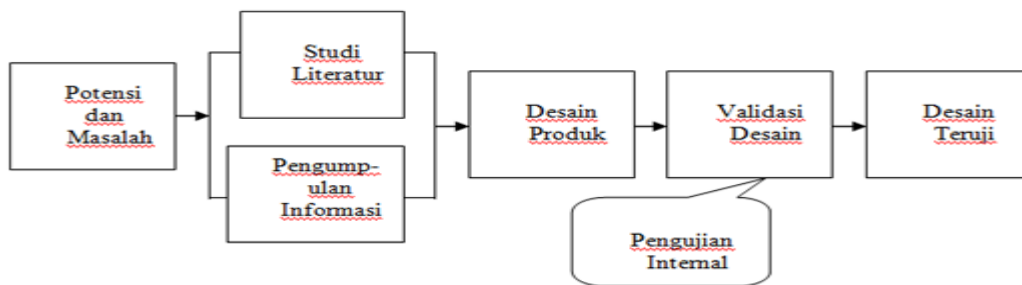 Potensi
dan
Masalah
Studi
Literatur
Pengump-
ulan
Informasi
Desain
Produk
Validasi
Desain
Pengujian
Internal
Desain
Teruji